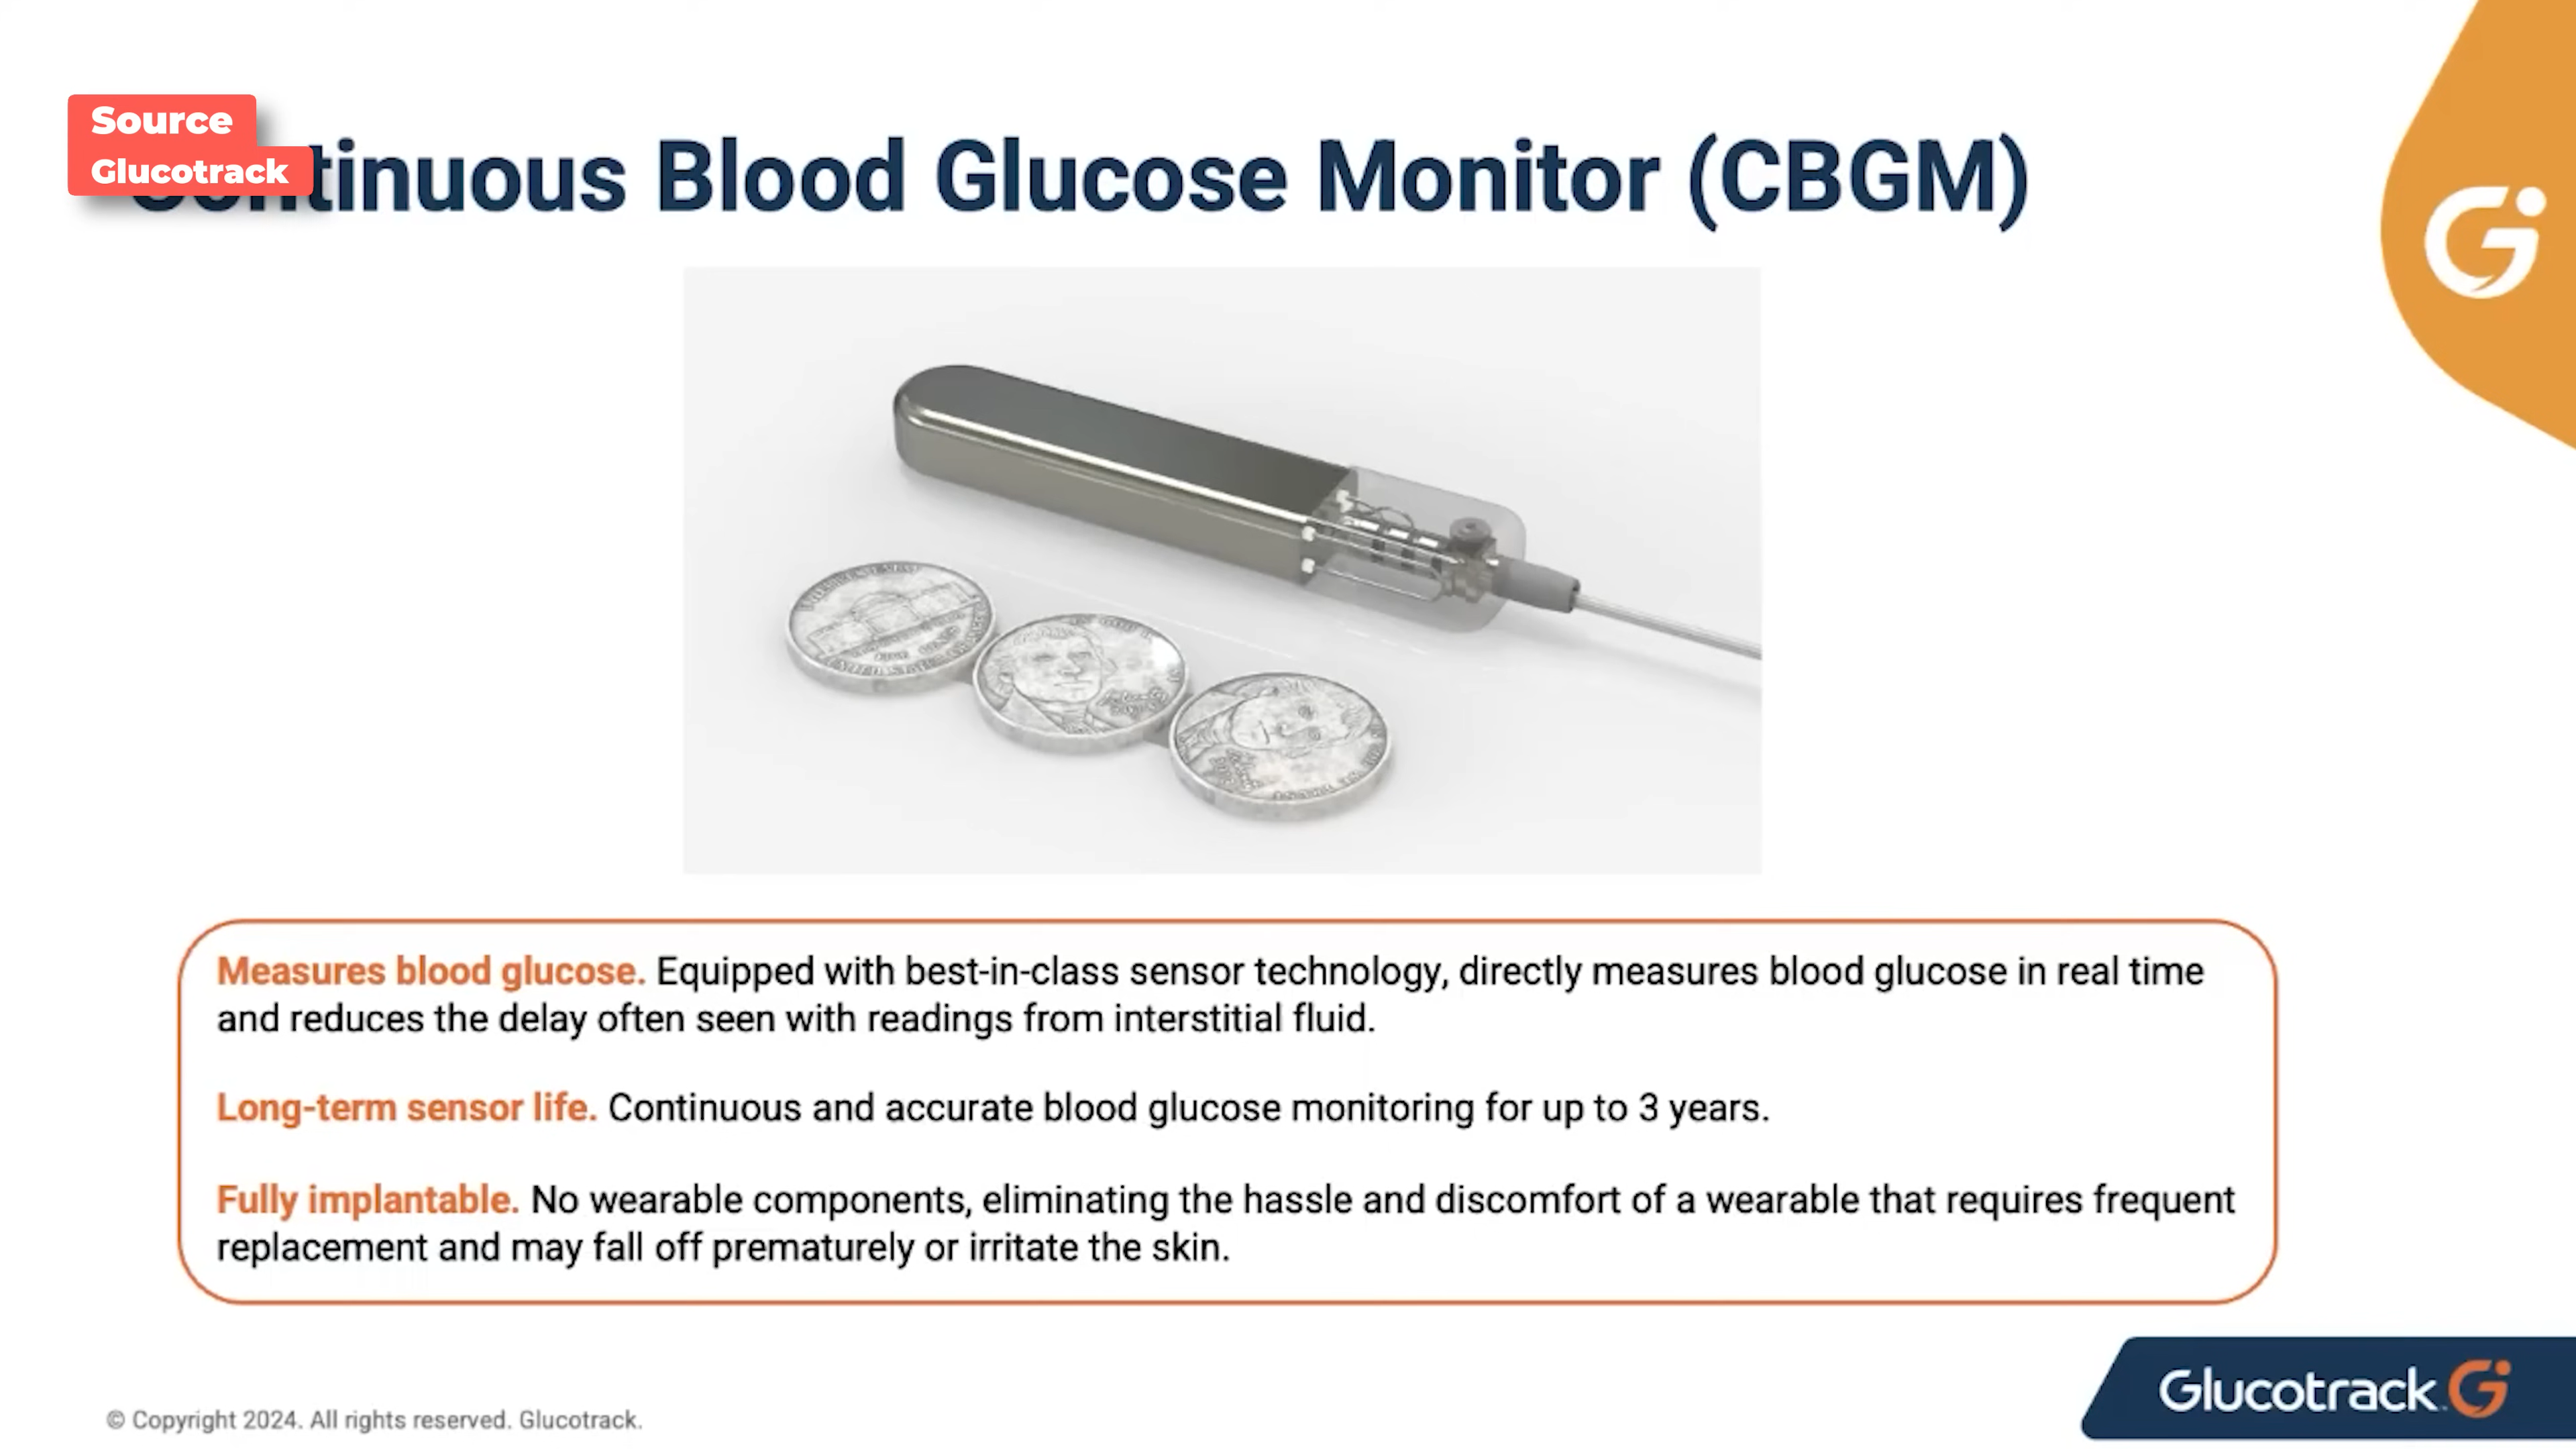 Source
Glucotrack
Continuous Blood Glucose Monitor (CBGM)
FIVE CENTS
Measures blood glucose. Equipped with best-in-class sensor technology, directly measures blood glucose in real time
and reduces the delay often seen with readings from interstitial fluid.
Long-term sensor life. Continuous and accurate blood glucose monitoring for up to 3 years.
Fully implantable. No wearable components, eliminating the hassle and discomfort of a wearable that requires frequent
replacement and may fall off prematurely or irritate the skin.
© Copyright 2024. All rights reserved. Glucotrack.
Glucotrack